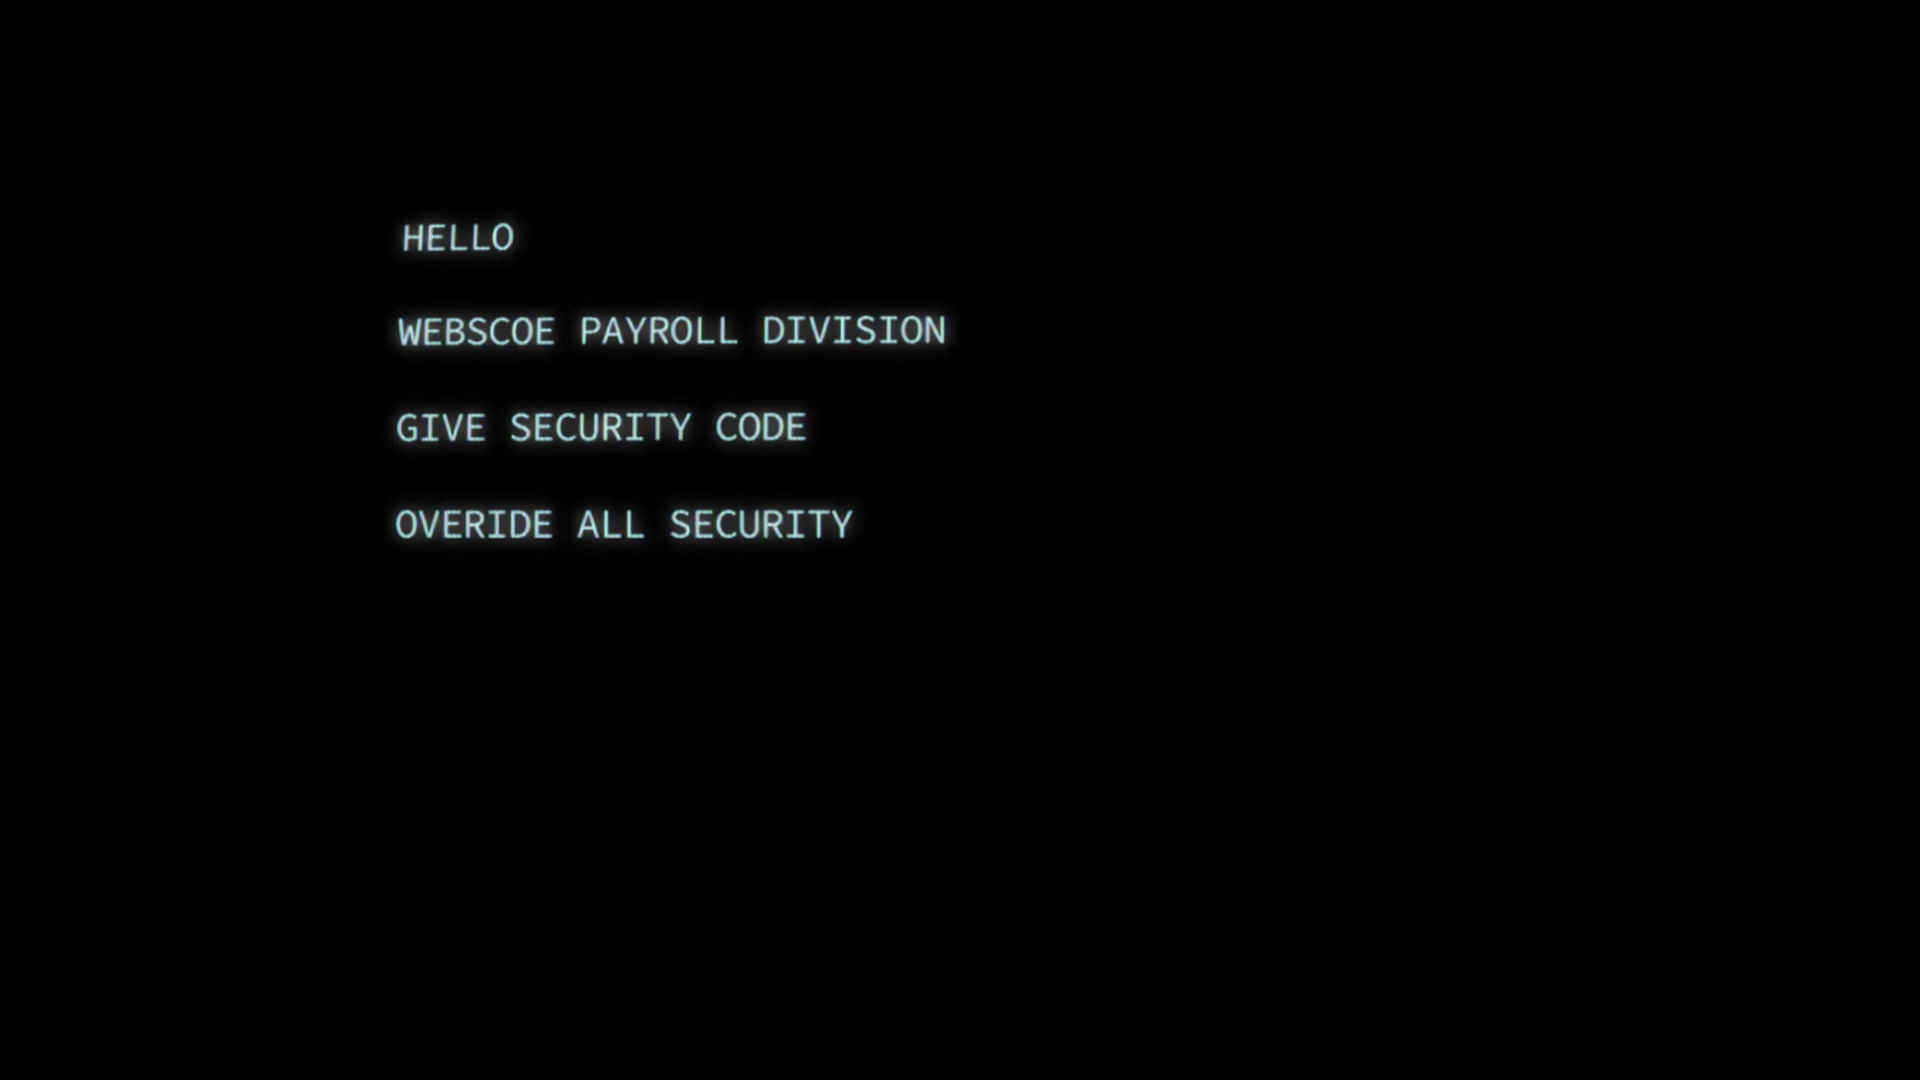 HELLO
WEBSCOE PAYROLL DIVISION
GIVE SECURITY CODE
OVERIDE ALL SECURITY